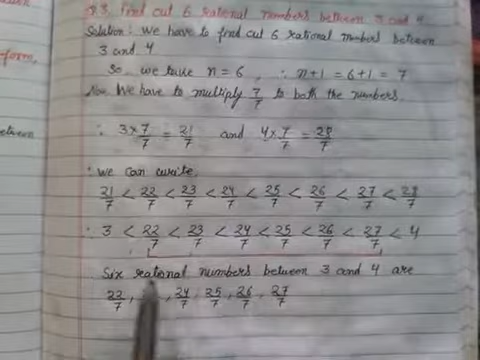 Q.3. Find out 6 rational numbers between 3 and 4
Solution: We have to find out 6 rational numbers between
3 and 4
So, we take n = 6, ∴ n+1 = 6+1 = 7
Now, We have to multiply 7/7 to both the numbers.
∴ 3×7/7 = 21/7 and 4×7/7 = 28/7
∴ we can write
21/7 < 22/7 < 23/7 < 24/7 < 25/7 < 26/7 < 27/7 < 28/7
∴ 3 < 22/7 < 23/7 < 24/7 < 25/7 < 26/7 < 27/7 < 4
Six rational numbers between 3 and 4 are
22/7, 24/7, 25/7, 26/7, 27/7
form,